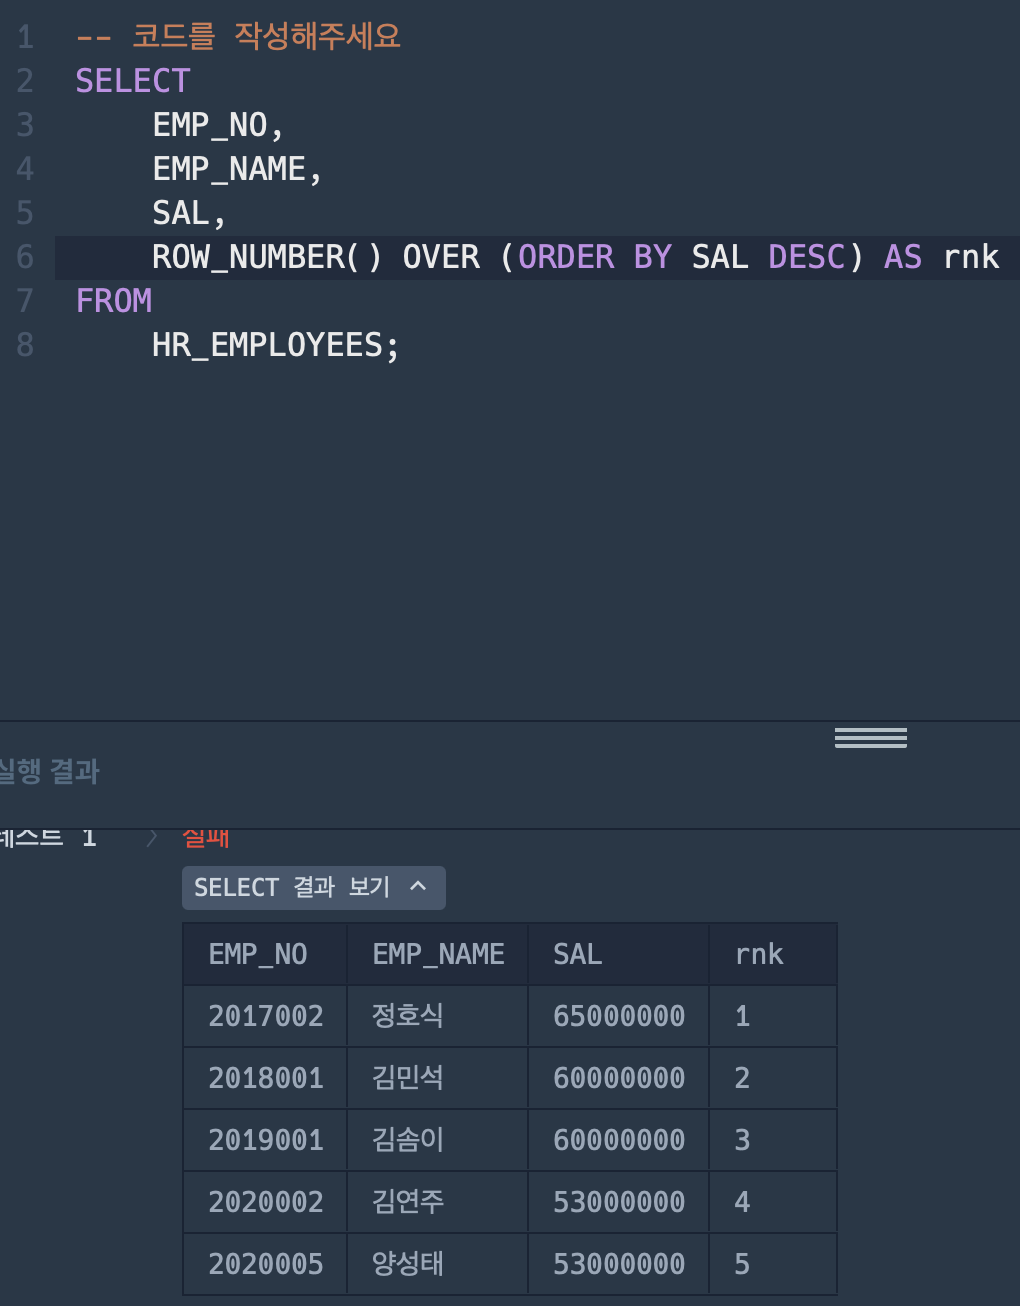 1 -- 코드를 작성해주세요
2 SELECT
3 EMP_NO,
4 EMP_NAME,
5 SAL,
6 ROW_NUMBER() OVER (ORDER BY SAL DESC) AS rnk
7 FROM
8 HR_EMPLOYEES;
실행 결과
테스트 1 > 실패
SELECT 결과 보기
EMP_NO EMP_NAME SAL rnk
2017002 정호식 65000000 1
2018001 김민석 60000000 2
2019001 김솜이 60000000 3
2020002 김연주 53000000 4
2020005 양성태 53000000 5